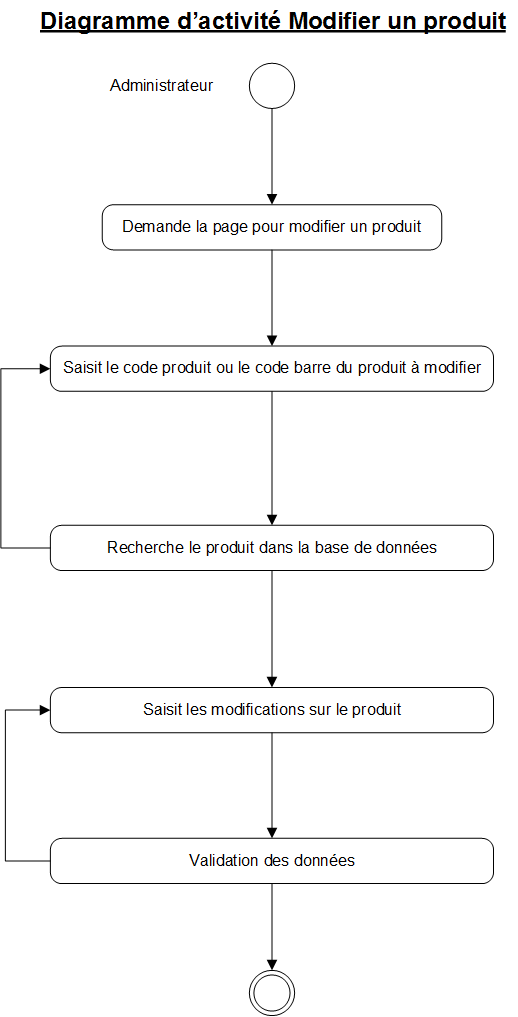 Diagramme d’activité Modifier un produit
Administrateur
Demande la page pour modifier un produit
Saisit le code produit ou le code barre du produit à modifier
Recherche le produit dans la base de données
Saisit les modifications sur le produit
Validation des données